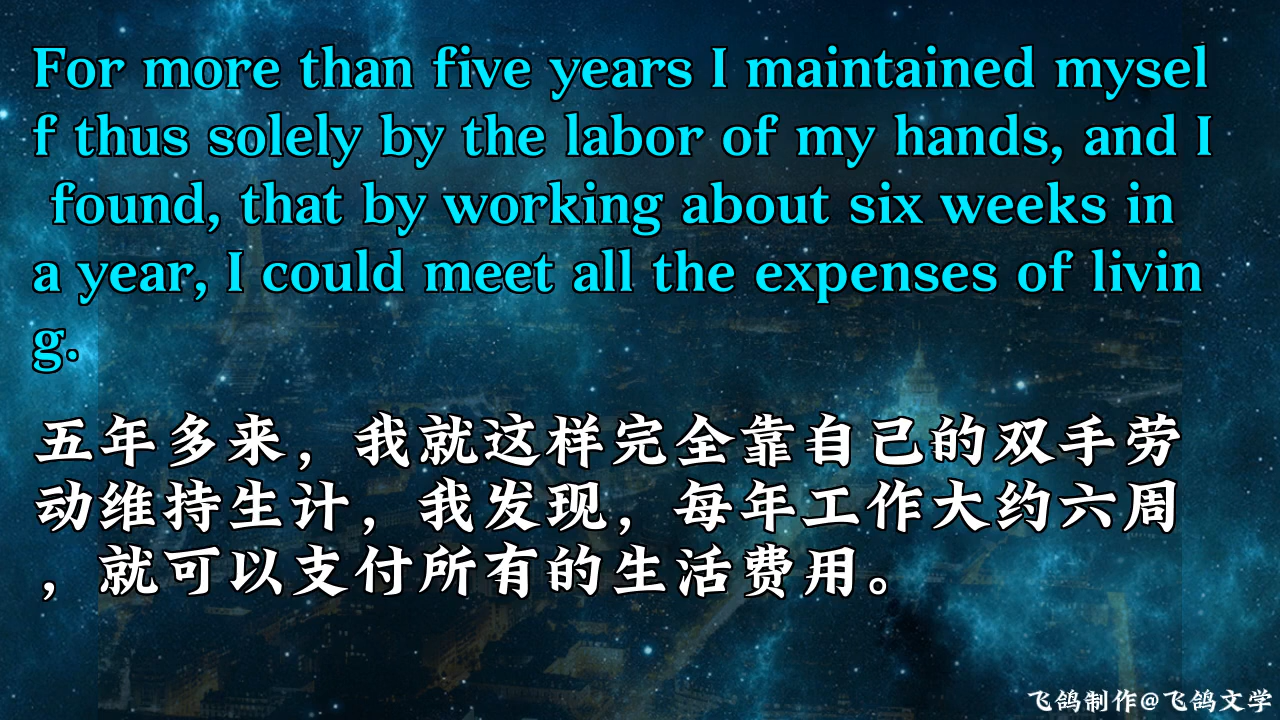 For more than five years I maintained mysel
f thus solely by the labor of my hands, and I
found, that by working about six weeks in
a year, I could meet all the expenses of livin
g.
五年多来，我就这样完全靠自己的双手劳
动维持生计，我发现，每年工作大约六周
，就可以支付所有的生活费用。
飞鸽制作@飞鸽文学